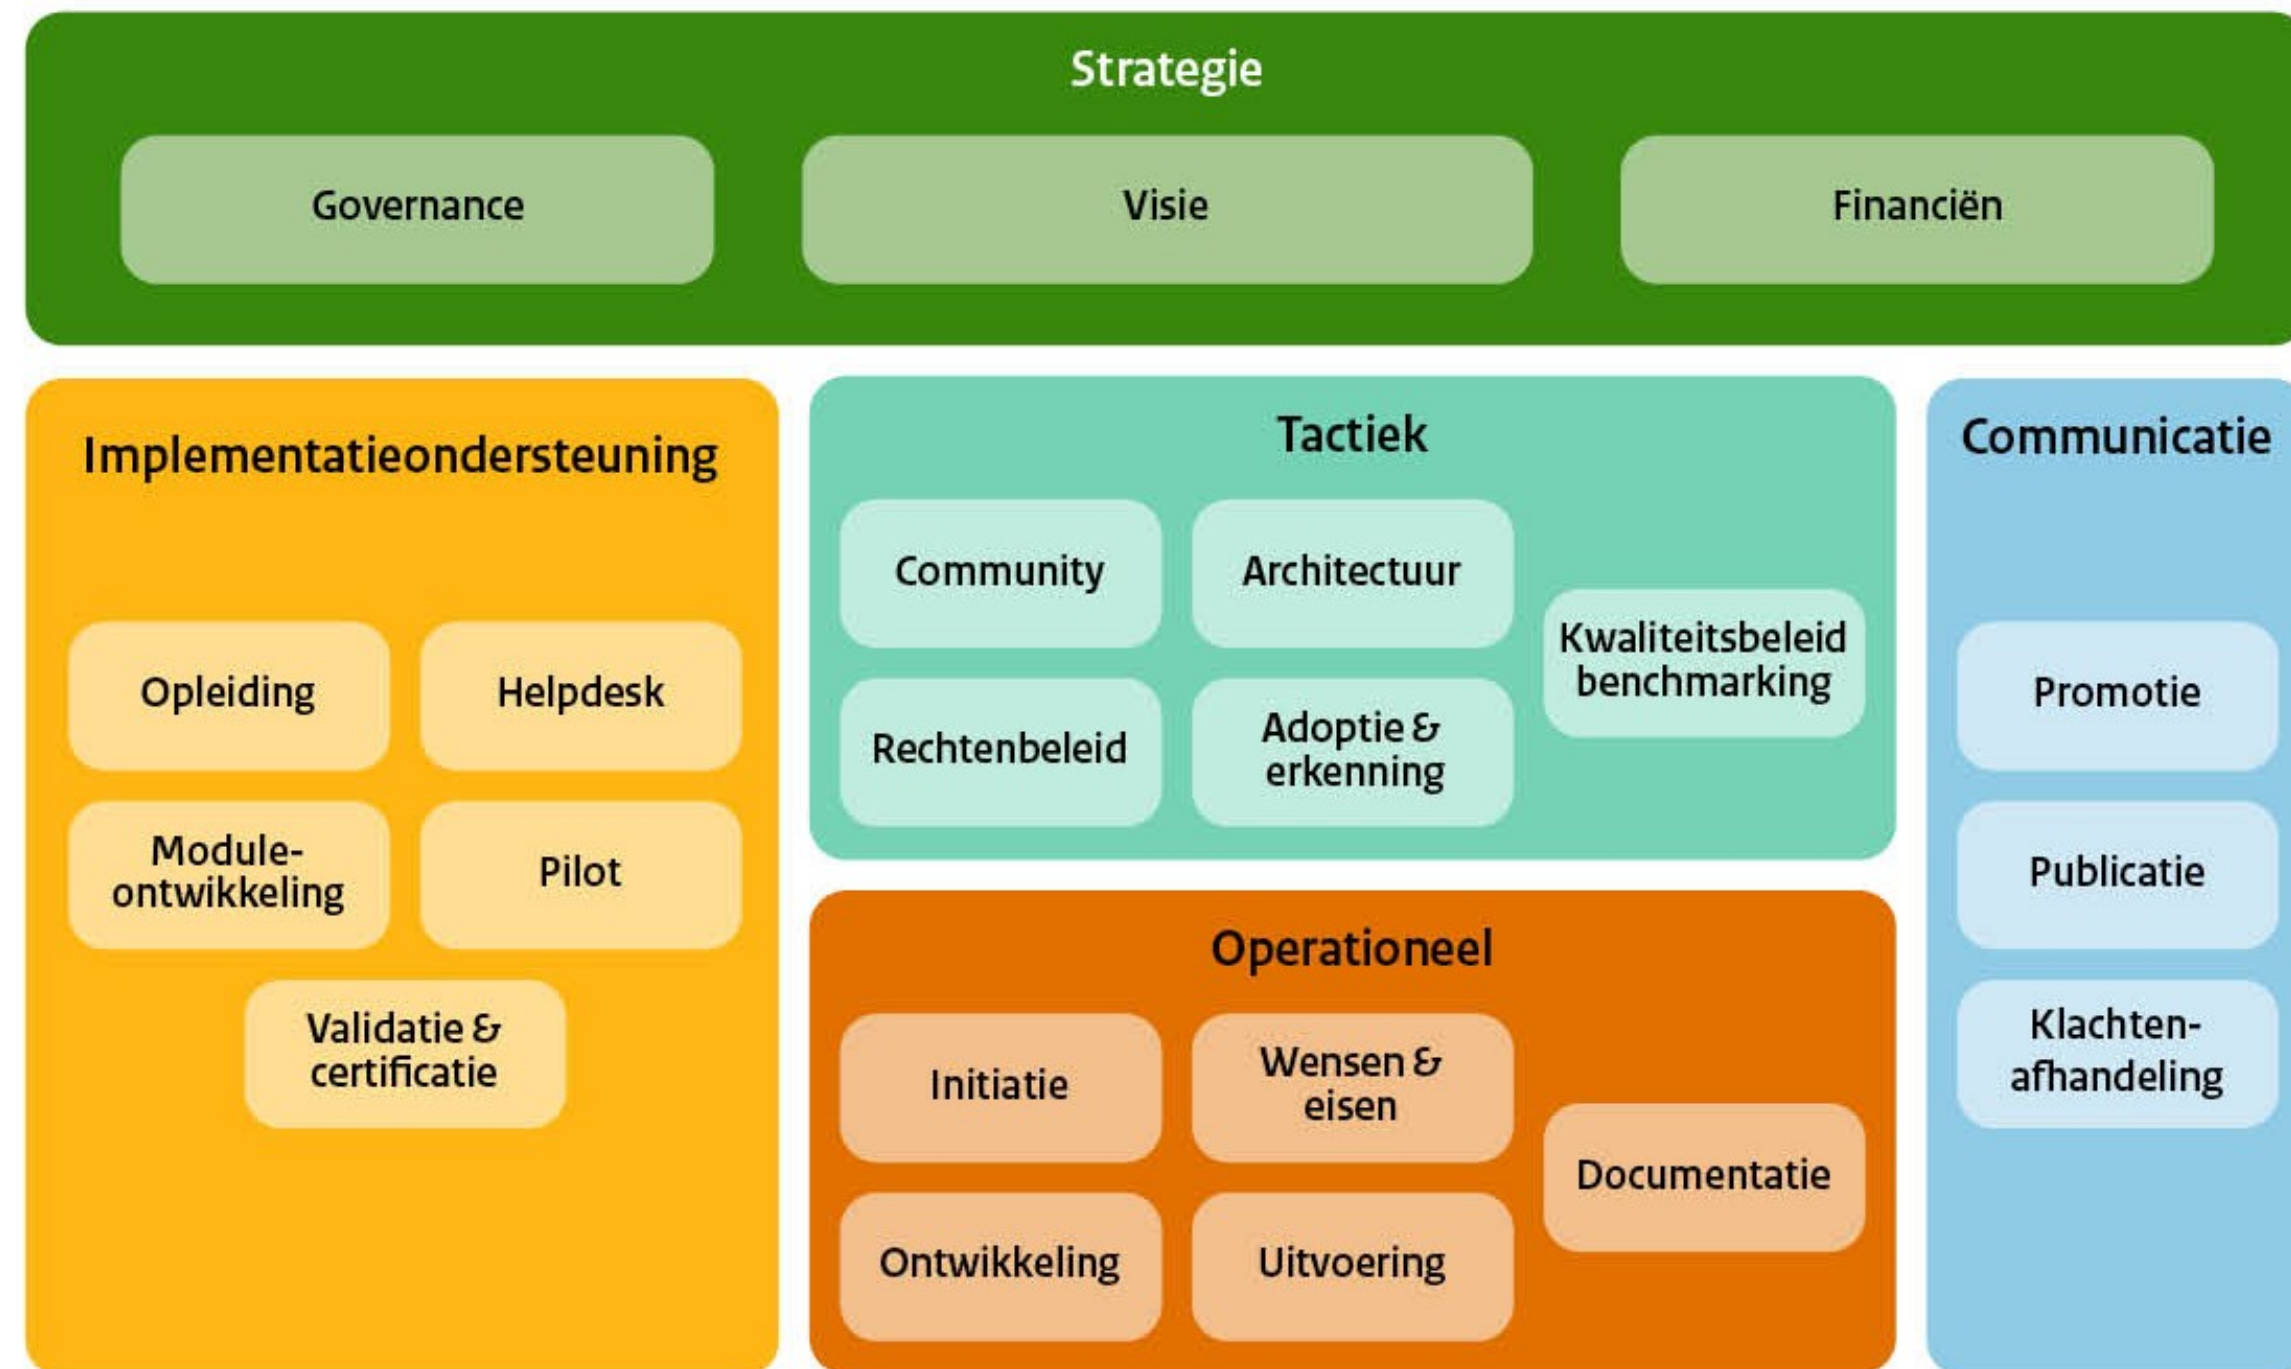 Strategie
Governance
Visie
Financiën
Implementatieondersteuning
Opleiding
Helpdesk
Module-
ontwikkeling
Pilot
Validatie &
certificatie
Tactiek
Community
Architectuur
Rechtenbeleid
Adoptie &
erkenning
Kwaliteitsbeleid
benchmarking
Operationeel
Initiatie
Wensen &
eisen
Ontwikkeling
Uitvoering
Documentatie
Communicatie
Promotie
Publicatie
Klachten-
afhandeling